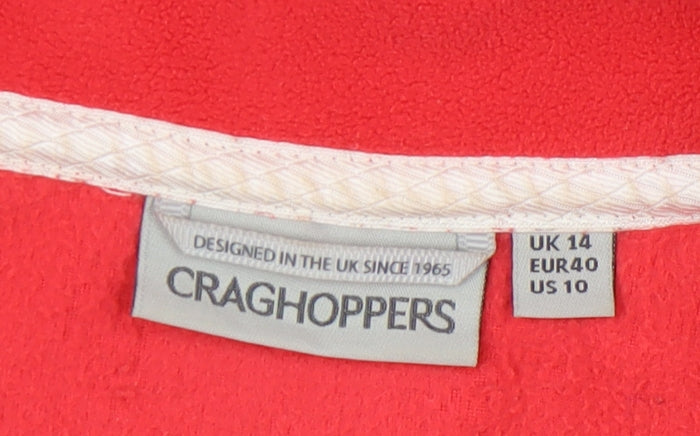 DESIGNED IN THE UK SINCE 1965
CRAGHOPPERS
UK 14
EUR40
US 10